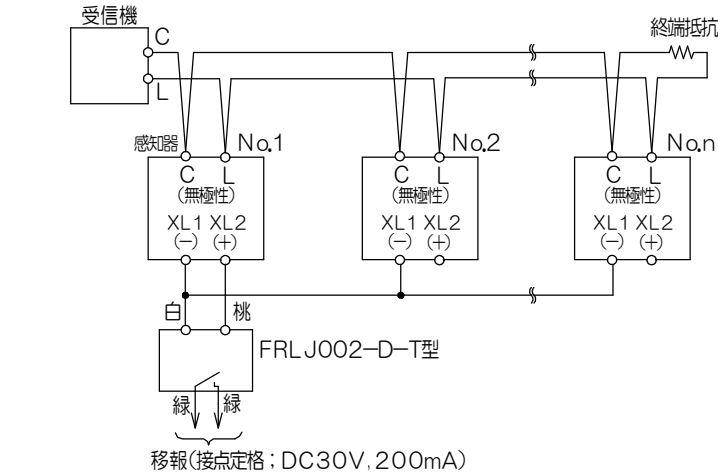 受信機
C
L
終端抵抗
感知器 No.1
No.2
No.n
C L
(無極性)
XL1 XL2
(−) (+)
C L
(無極性)
XL1 XL2
(−) (+)
C L
(無極性)
XL1 XL2
(−) (+)
白 桃
FRLJ002−D−T型
緑 緑
移報(接点定格;DC30V,200mA)